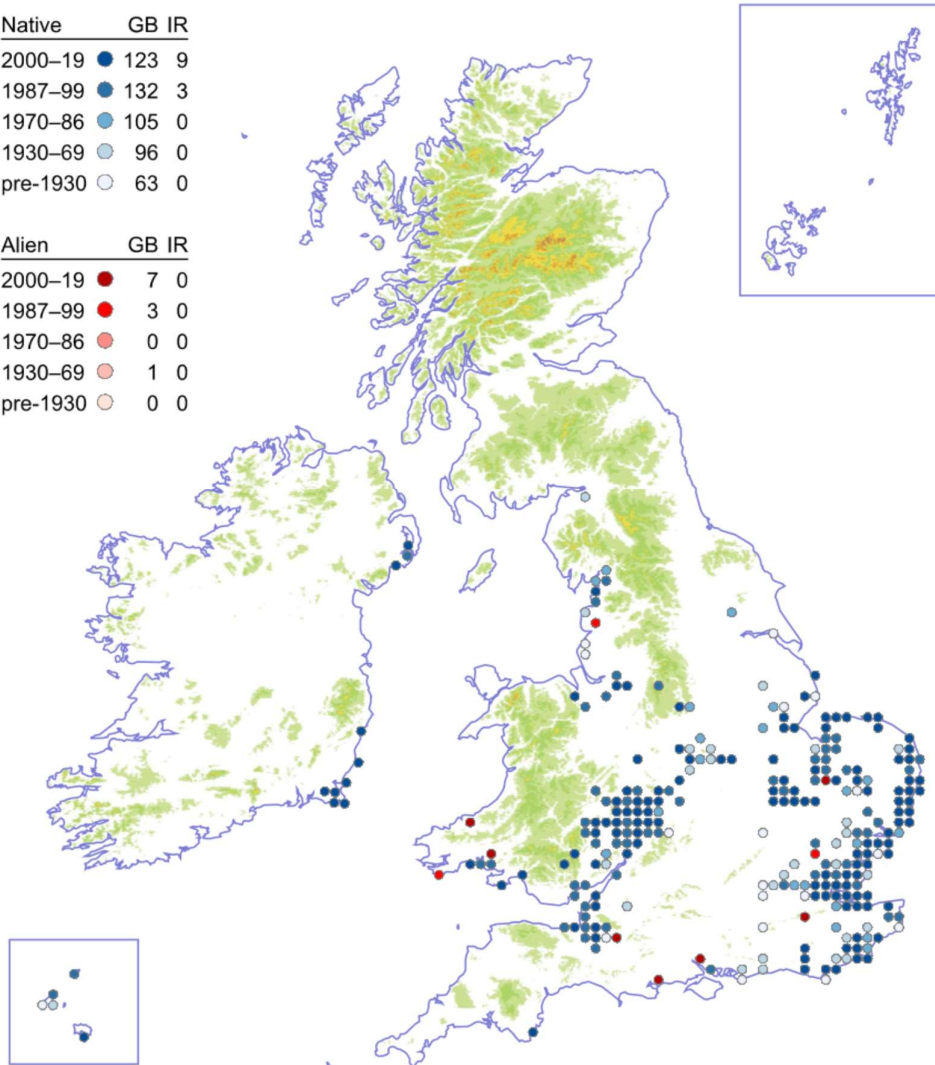 Native GB IR
2000–19 123 9
1987–99 132 3
1970–86 105 0
1930–69 96 0
pre-1930 63 0
Alien GB IR
2000–19 7 0
1987–99 3 0
1970–86 0 0
1930–69 1 0
pre-1930 0 0